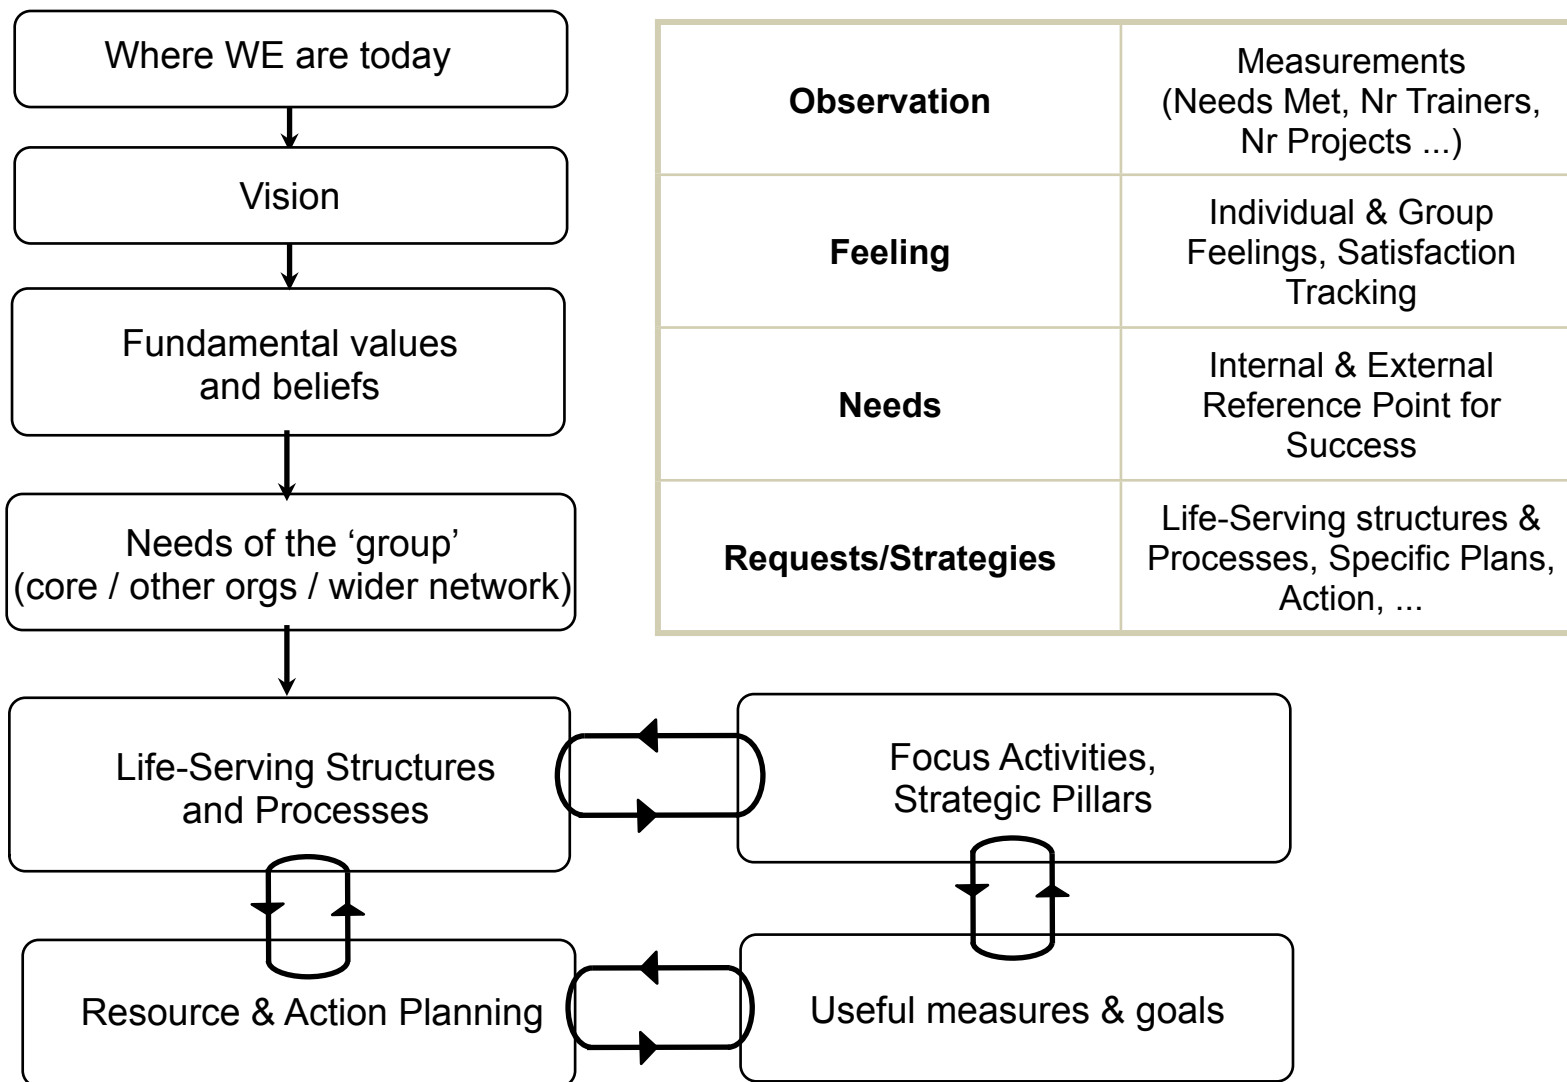 Where WE are today
Vision
Fundamental values
and beliefs
Needs of the ‘group’
(core / other orgs / wider network)
Life-Serving Structures
and Processes
Focus Activities,
Strategic Pillars
Resource & Action Planning
Useful measures & goals
Observation
Measurements
(Needs Met, Nr Trainers,
Nr Projects ...)
Feeling
Individual & Group
Feelings, Satisfaction
Tracking
Needs
Internal & External
Reference Point for
Success
Requests/Strategies
Life-Serving structures &
Processes, Specific Plans,
Action, ...